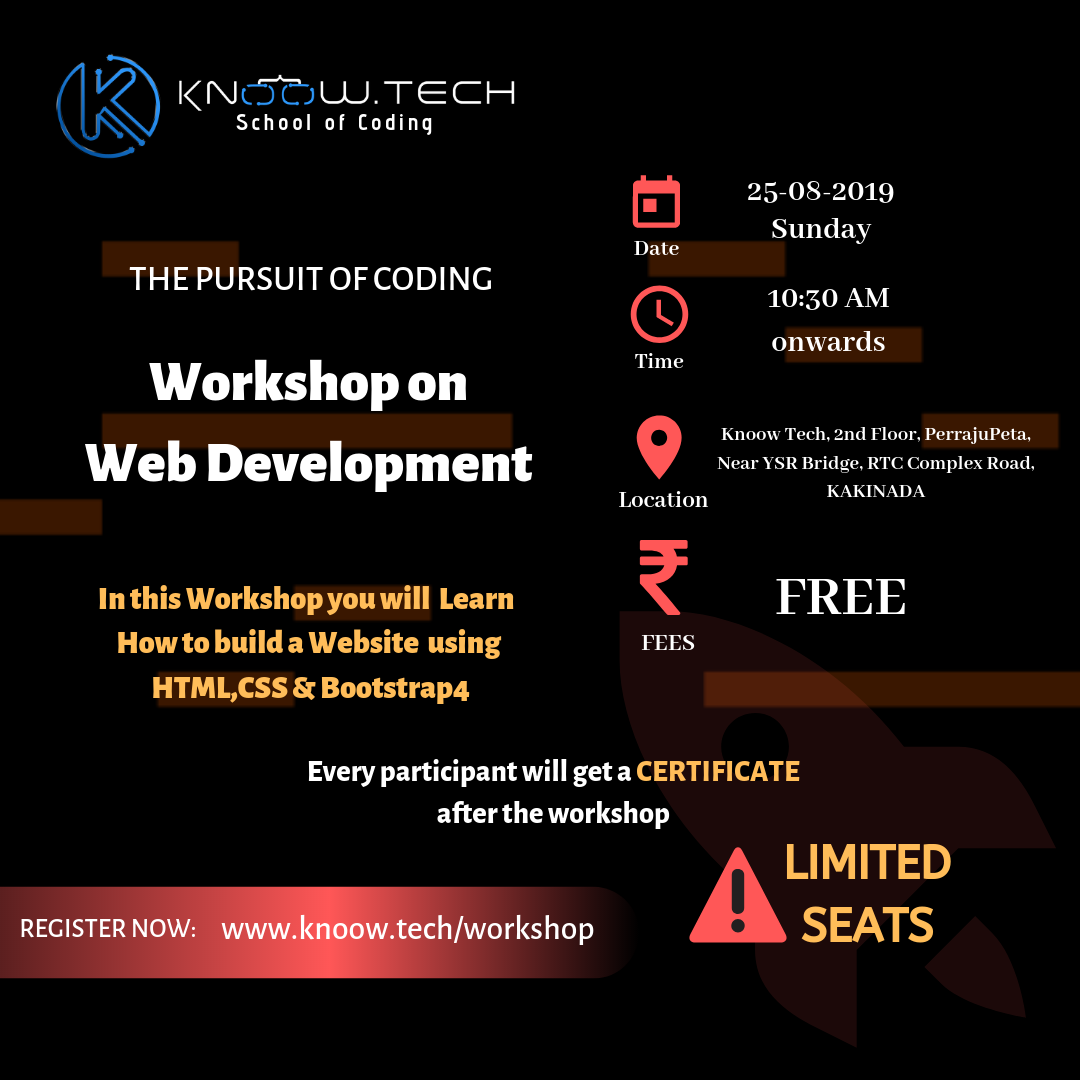 KNOOW.TECH
School of Coding
THE PURSUIT OF CODING
Workshop on
Web Development
In this Workshop you will Learn
How to build a Website using
HTML,CSS & Bootstrap4
Date
25-08-2019
Sunday
Time
10:30 AM
onwards
Location
Knoow Tech, 2nd Floor, PerrajuPeta,
Near YSR Bridge, RTC Complex Road,
KAKINADA
₹
FEES
FREE
Every participant will get a CERTIFICATE
after the workshop
LIMITED
SEATS
REGISTER NOW: www.knoow.tech/workshop